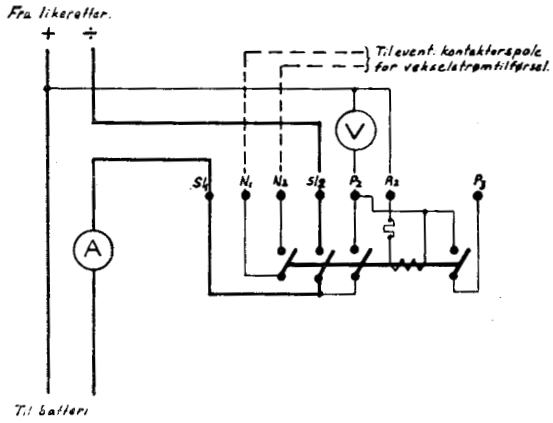 Fra likeretter.
+ ÷
Til event. kontaktorspole
for vekselstrømtilførsel.
V
Sl₁ N₁ N₂ Sl₂ P₂ R₂ P₃
A
Til batteri